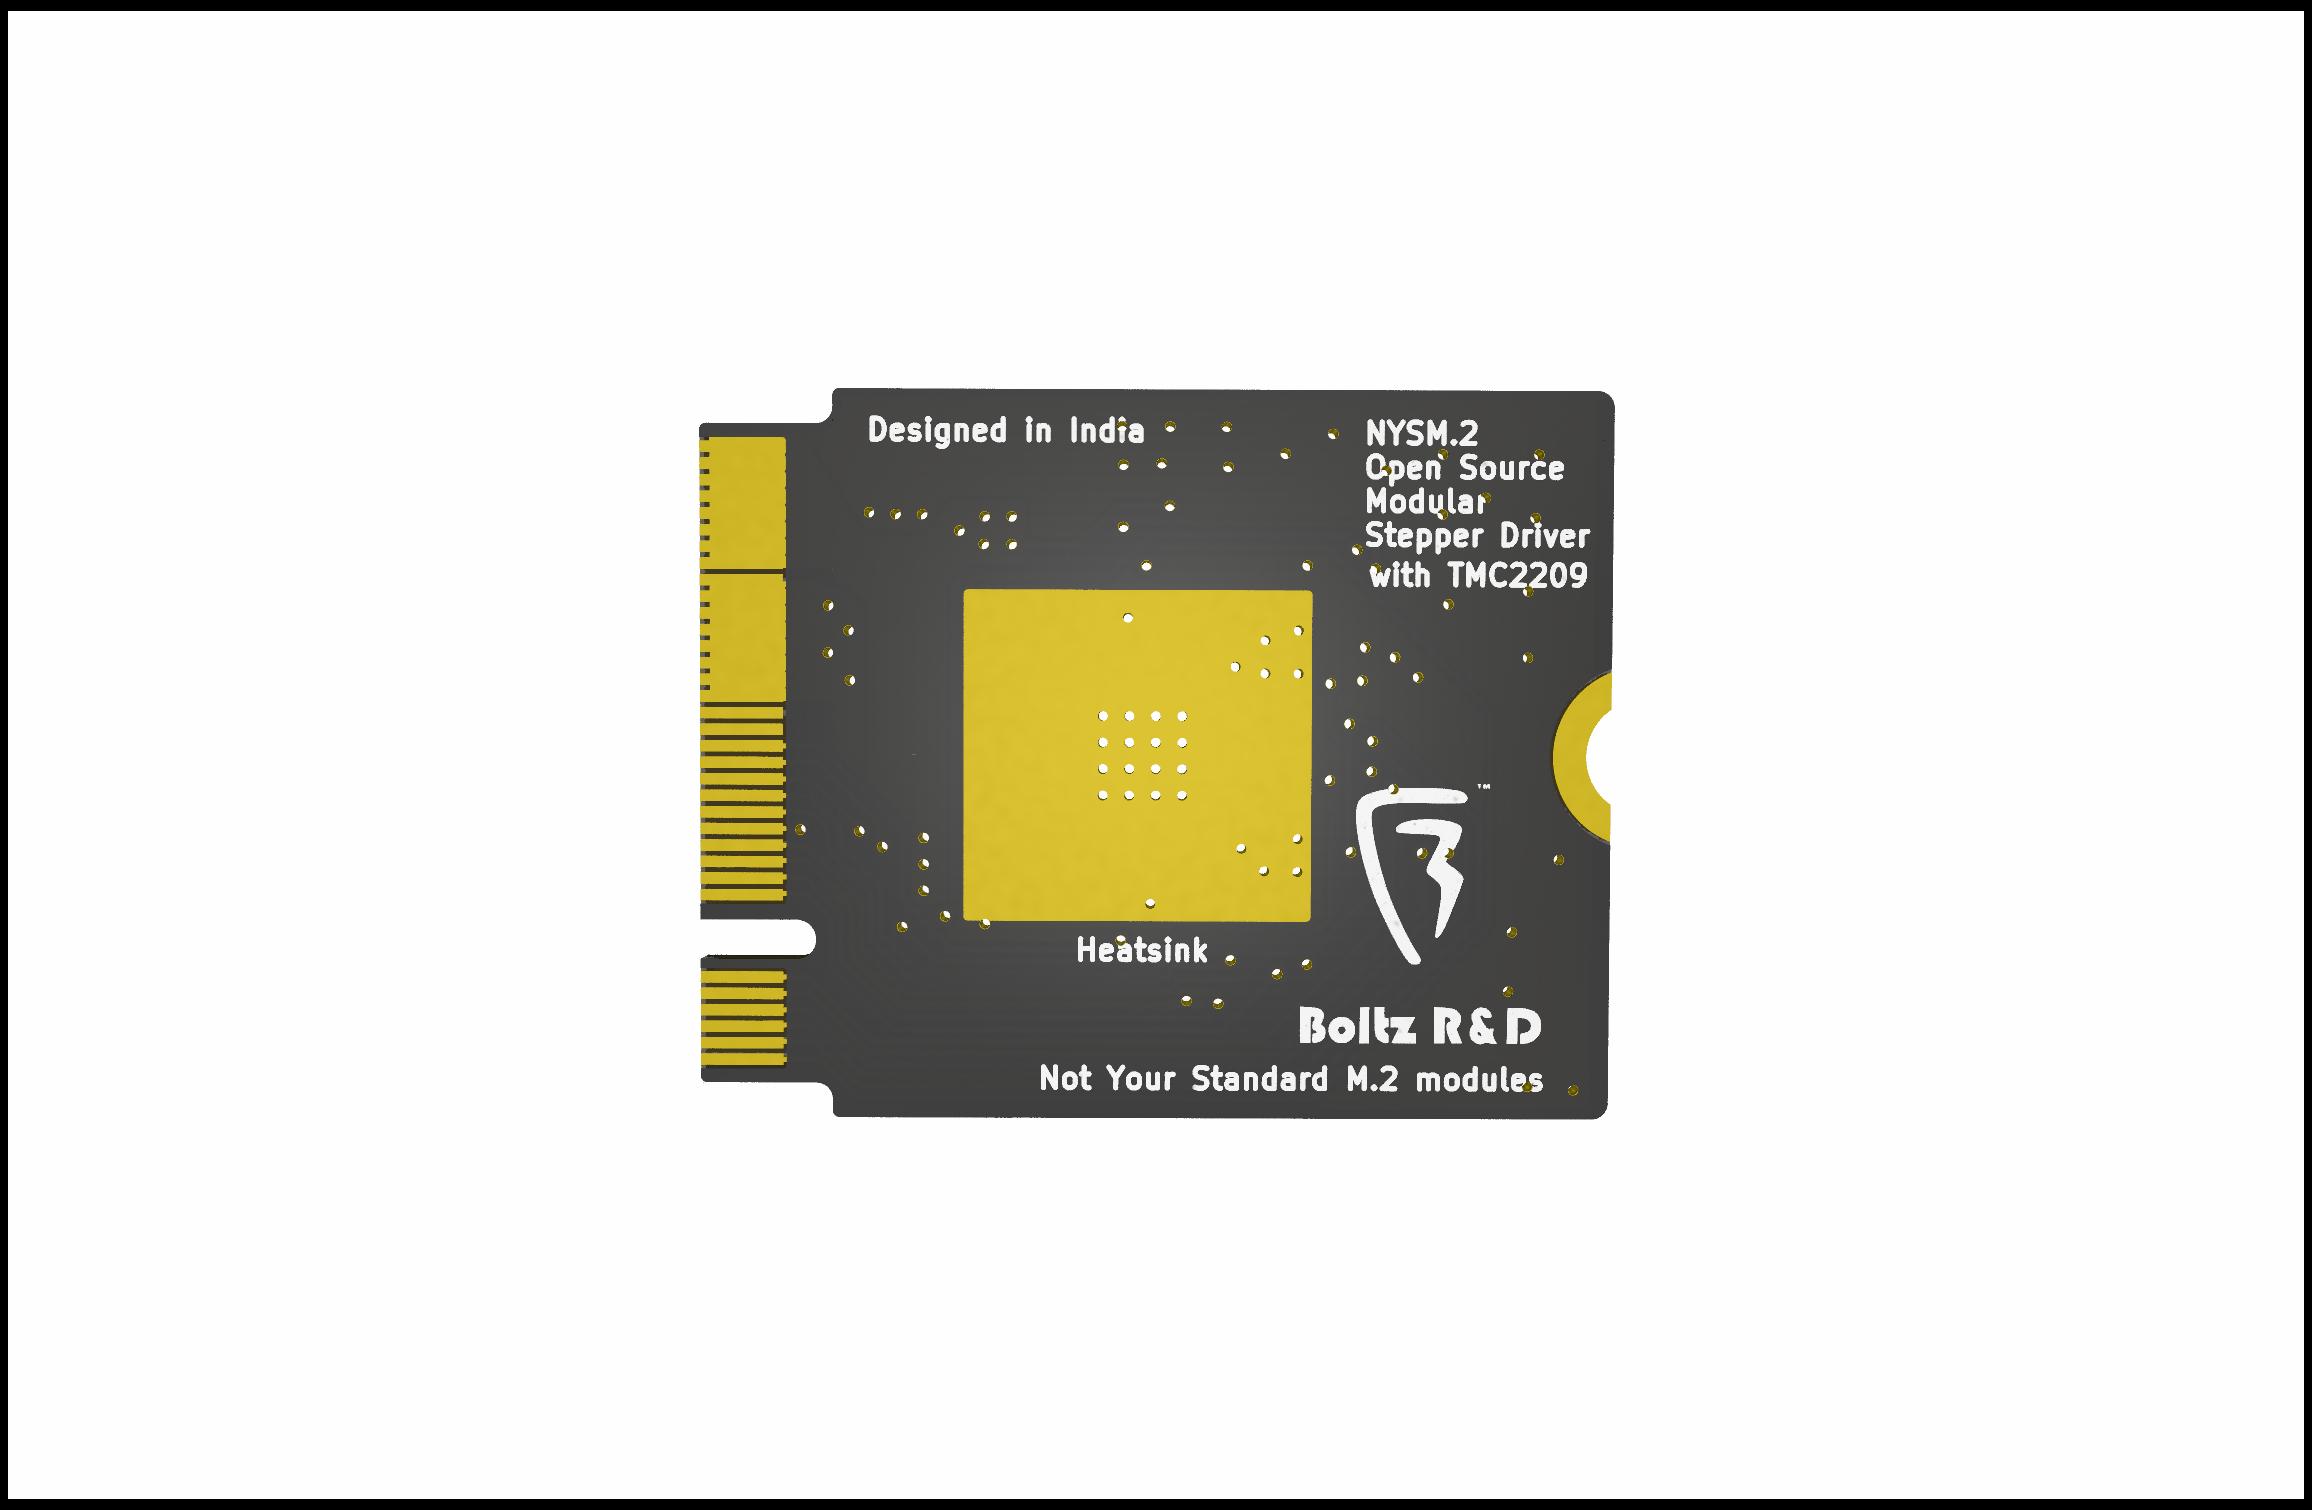 Designed in India
NYSM.2
Open Source
Modular
Stepper Driver
with TMC2209
™
Heatsink
Boltz R&D
Not Your Standard M.2 modules